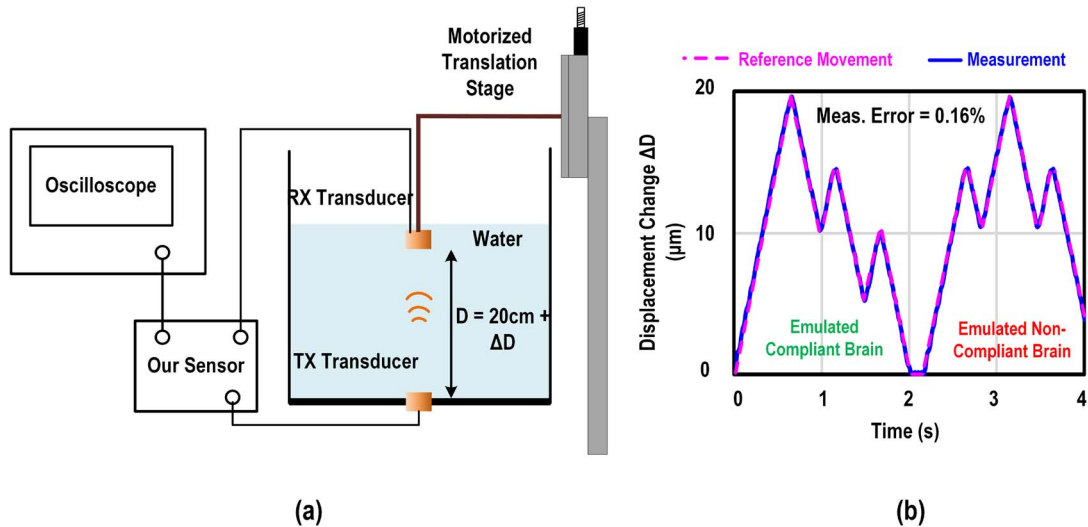 Motorized
Translation
Stage
Oscilloscope
RX Transducer
Water
D = 20cm +
ΔD
TX Transducer
Our Sensor
(a)
Reference Movement
Measurement
Displacement Change ΔD
(μm)
20
10
0
Meas. Error = 0.16%
Emulated
Compliant Brain
Emulated Non-
Compliant Brain
0 1 2 3 4
Time (s)
(b)